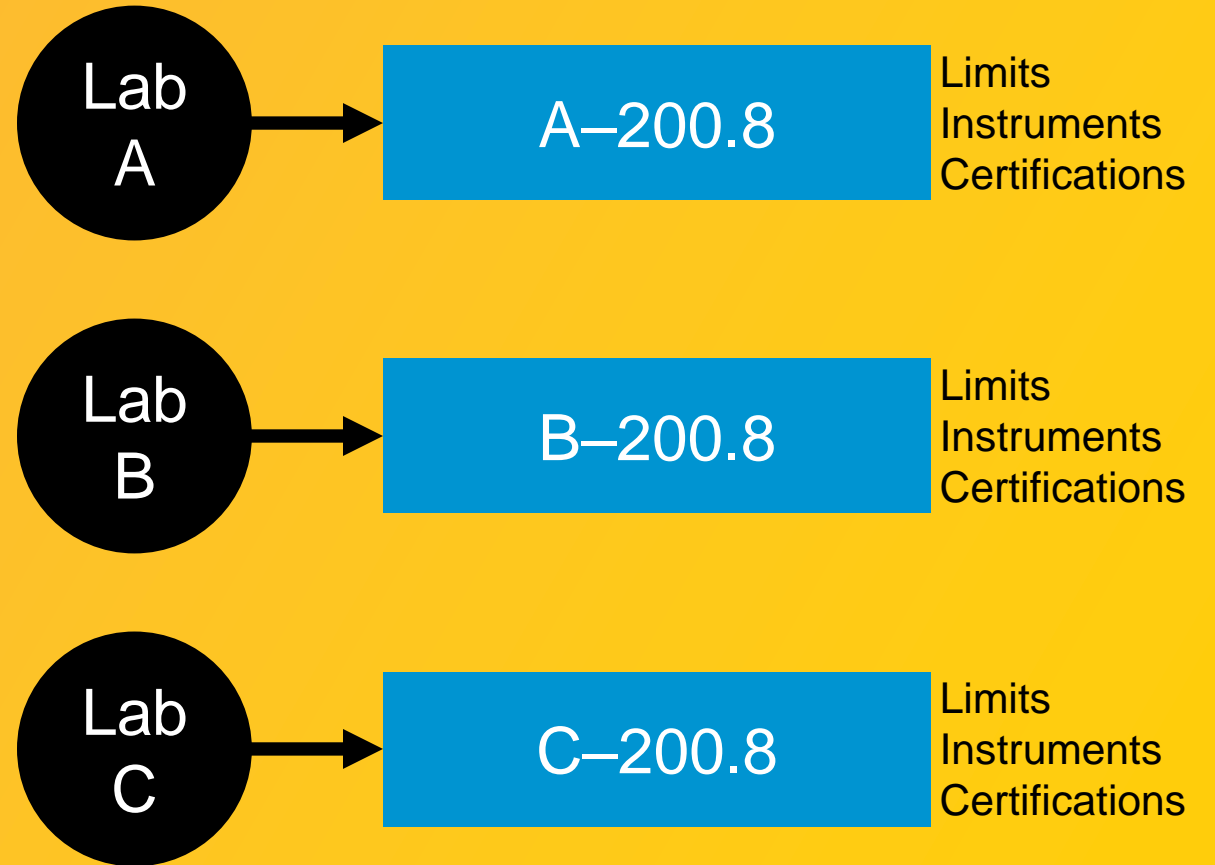 Lab
A
A–200.8
Limits
Instruments
Certifications
Lab
B
B–200.8
Limits
Instruments
Certifications
Lab
C
C–200.8
Limits
Instruments
Certifications